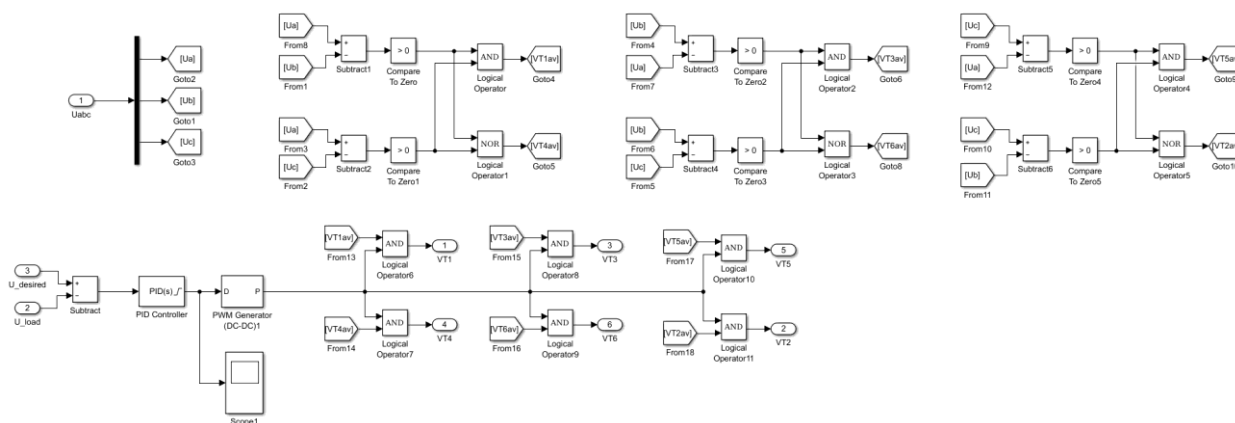 [Ua]
Goto2
1
Uabc
[Ub]
Goto1
[Uc]
Goto3
[Ua]
From8
[Ub]
From1
+
−
Subtract1
> 0
Compare
To Zero
AND
Logical
Operator
[VT1av]
Goto4
[Ua]
From3
[Uc]
From2
+
−
Subtract2
> 0
Compare
To Zero1
NOR
Logical
Operator1
[VT4av]
Goto5
[Ub]
From4
[Ua]
From7
+
−
Subtract3
> 0
Compare
To Zero2
AND
Logical
Operator2
[VT3av]
Goto6
[Ub]
From6
[Uc]
From5
+
−
Subtract4
> 0
Compare
To Zero3
NOR
Logical
Operator3
[VT6av]
Goto8
[Uc]
From9
[Ua]
From12
+
−
Subtract5
> 0
Compare
To Zero4
AND
Logical
Operator4
[VT5av
Goto9
[Uc]
From10
[Ub]
From11
+
−
Subtract6
> 0
Compare
To Zero5
NOR
Logical
Operator5
[VT2av
Goto10
3
U_desired
2
U_load
+
−
Subtract
PID(s)
PID Controller
D
P
PWM Generator
(DC-DC)1
Scope1
[VT1av]
From13
AND
Logical
Operator6
1
VT1
[VT4av]
From14
AND
Logical
Operator7
4
VT4
[VT3av]
From15
AND
Logical
Operator8
3
VT3
[VT6av]
From16
AND
Logical
Operator9
6
VT6
[VT5av]
From17
AND
Logical
Operator10
5
VT5
[VT2av]
From18
AND
Logical
Operator11
2
VT2